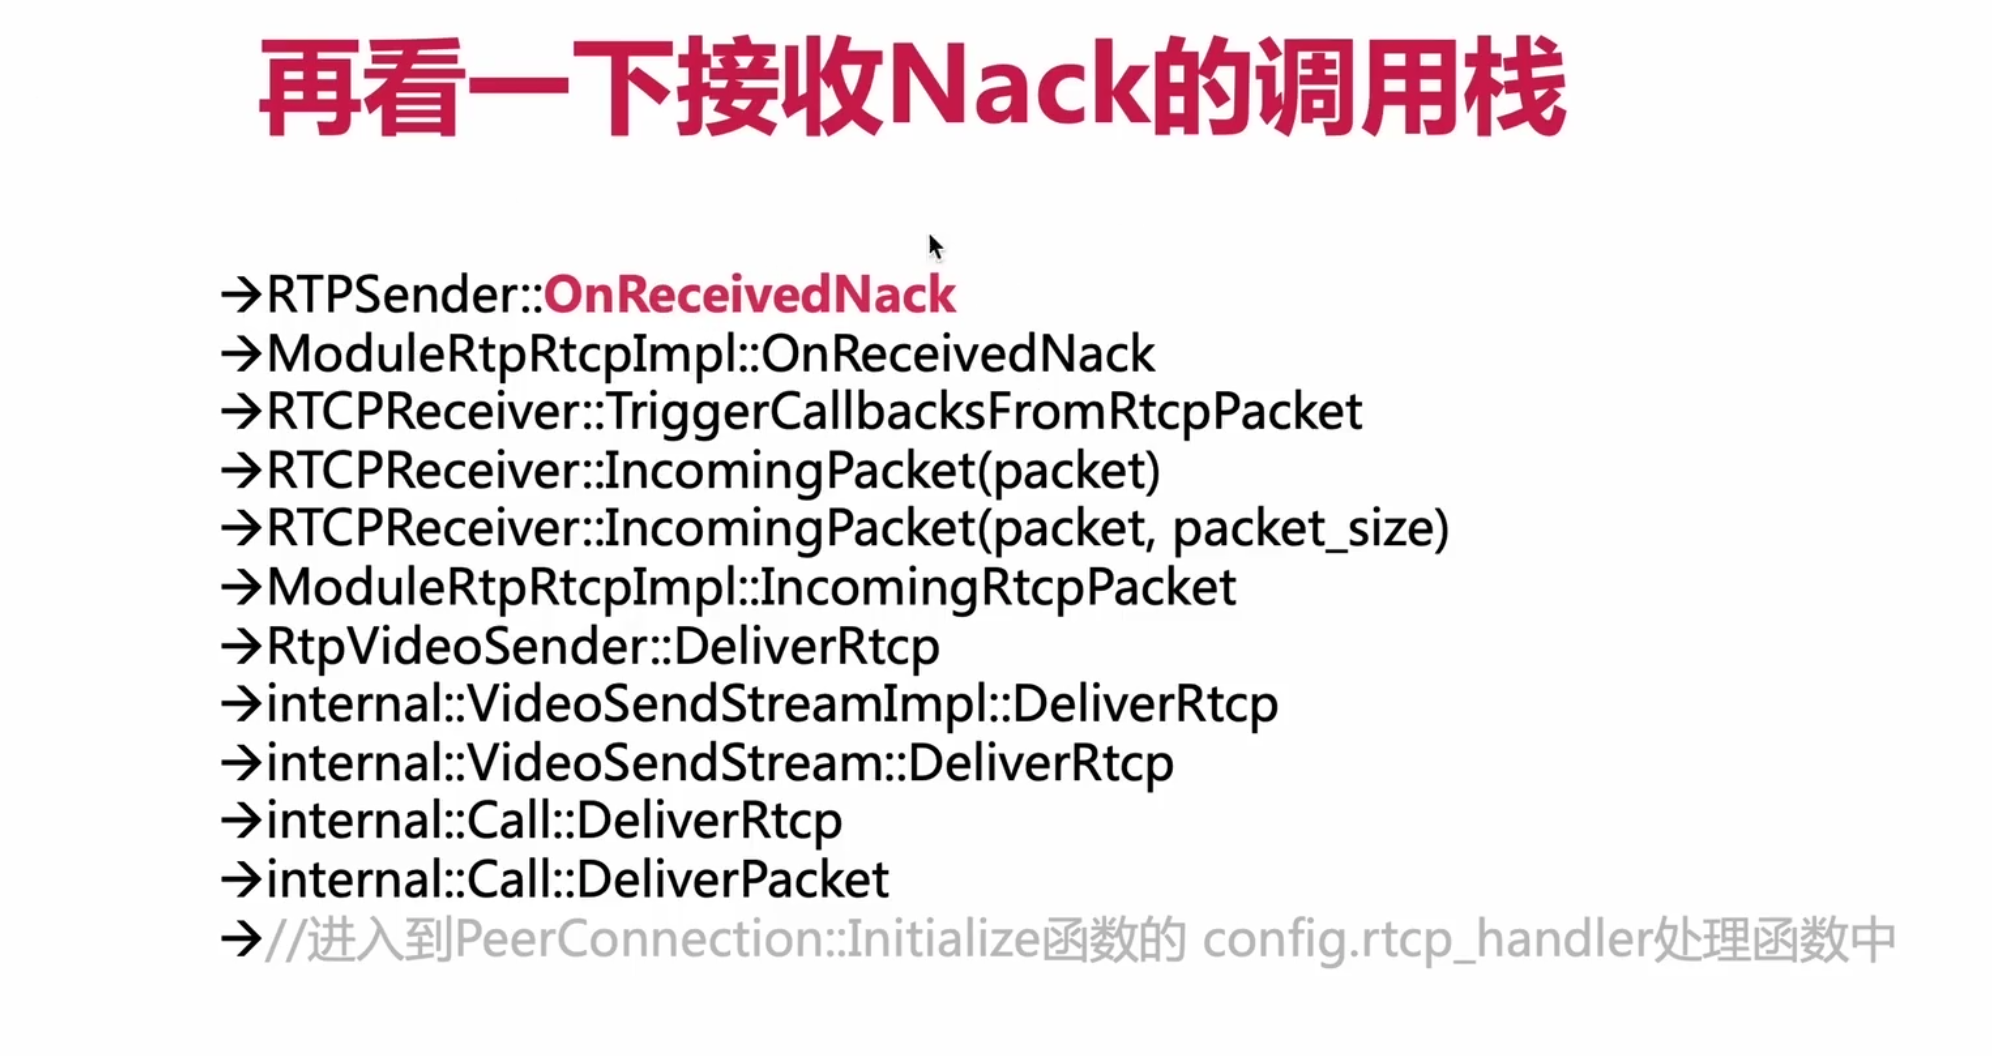 再看一下接收Nack的调用栈
→RTPSender::OnReceivedNack
→ModuleRtpRtcpImpl::OnReceivedNack
→RTCPReceiver::TriggerCallbacksFromRtcpPacket
→RTCPReceiver::IncomingPacket(packet)
→RTCPReceiver::IncomingPacket(packet, packet_size)
→ModuleRtpRtcpImpl::IncomingRtcpPacket
→RtpVideoSender::DeliverRtcp
→internal::VideoSendStreamImpl::DeliverRtcp
→internal::VideoSendStream::DeliverRtcp
→internal::Call::DeliverRtcp
→internal::Call::DeliverPacket
→//进入到PeerConnection::Initialize函数的 config.rtcp_handler处理函数中